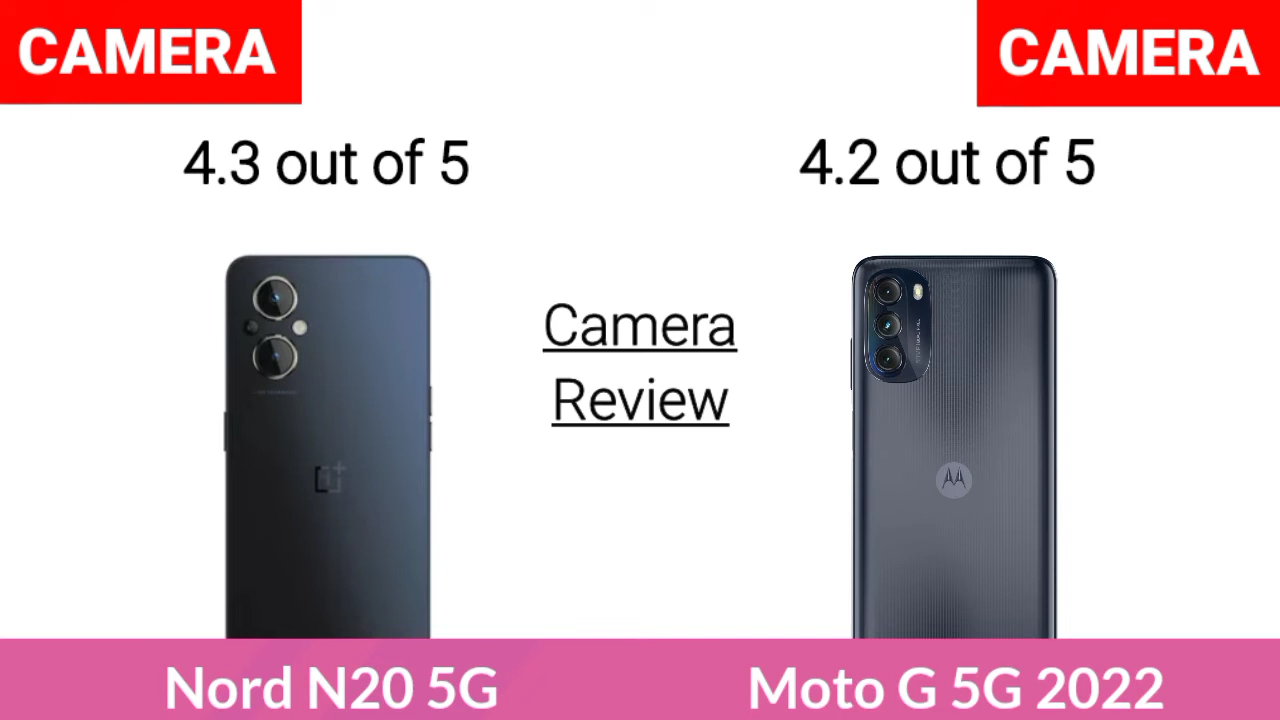 CAMERA
CAMERA
4.3 out of 5
4.2 out of 5
Camera
Review
Nord N20 5G
Moto G 5G 2022